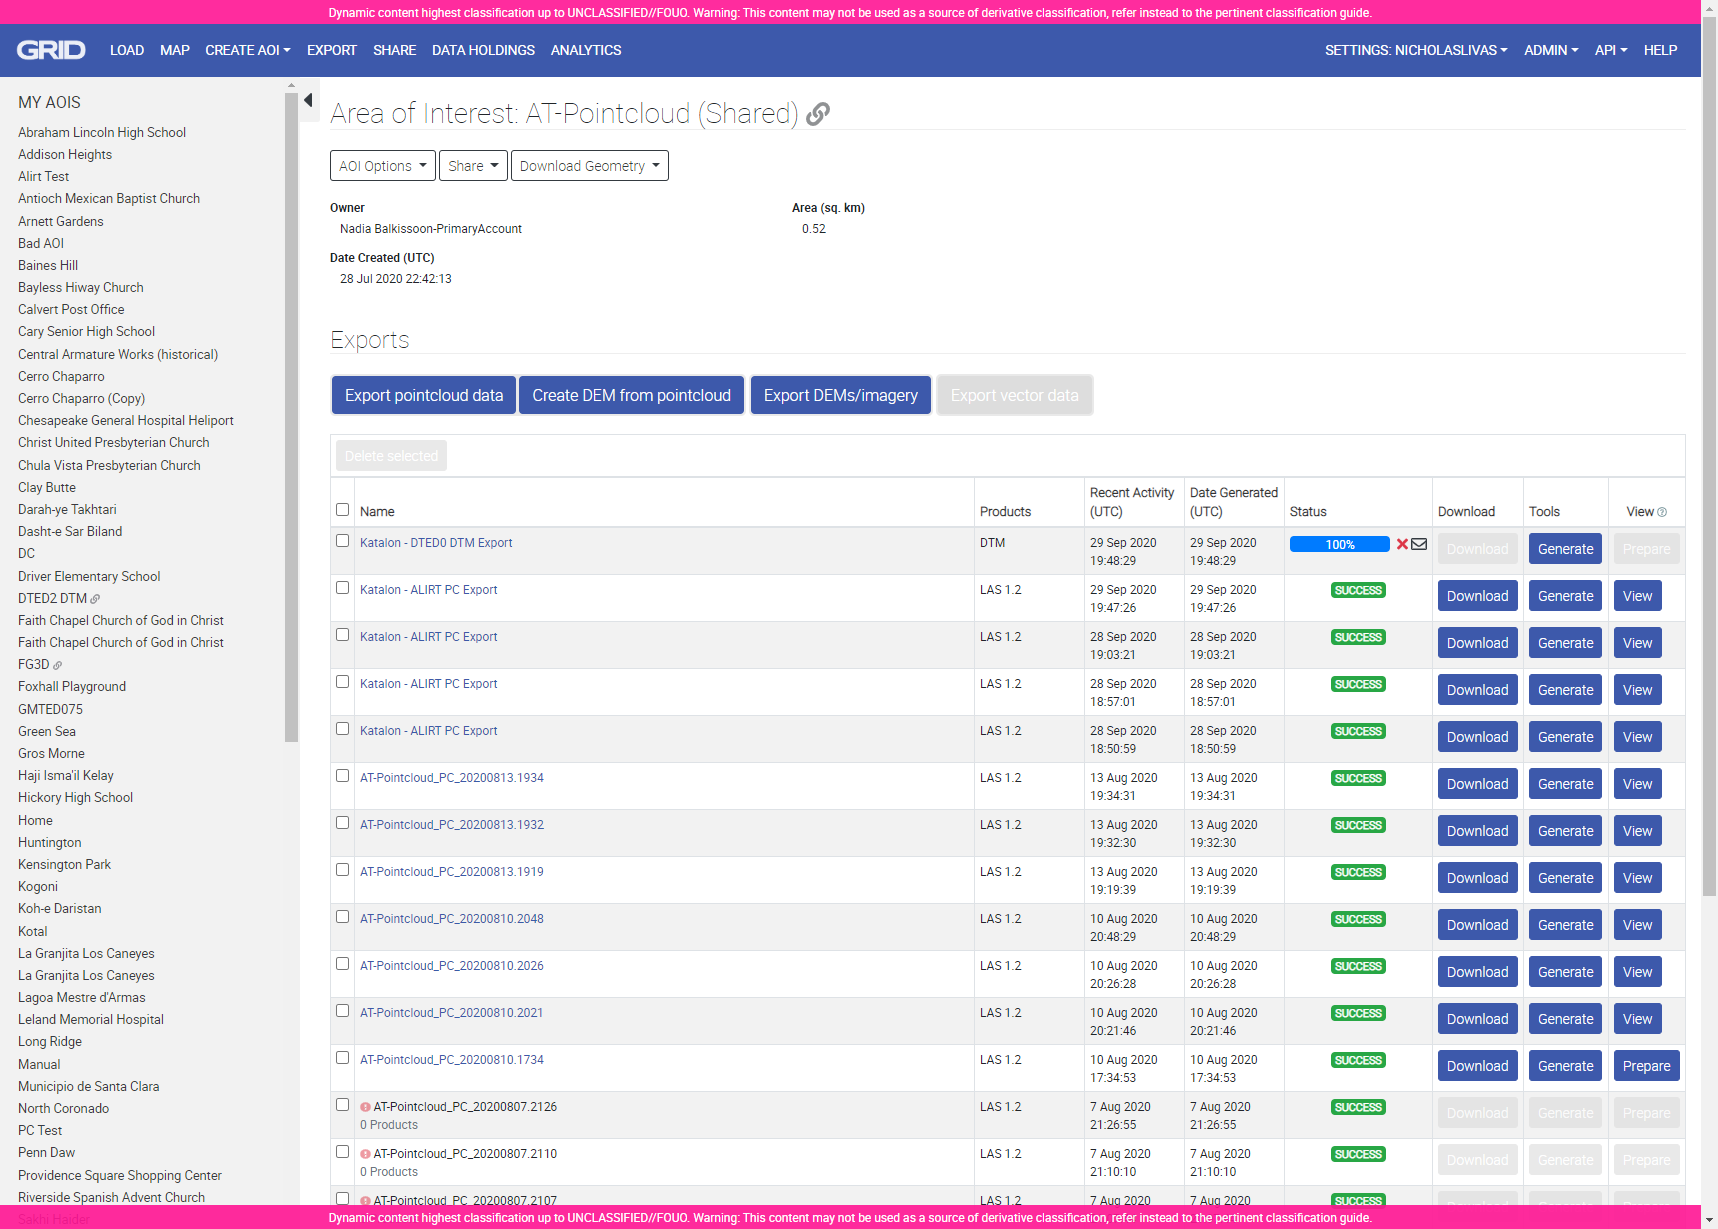 Dynamic content highest classification up to UNCLASSIFIED//FOUO. Warning: This content may not be used as a source of derivative classification, refer instead to the pertinent classification guide.
GRID LOAD MAP CREATE AOI EXPORT SHARE DATA HOLDINGS ANALYTICS SETTINGS: NICHOLASLIVAS ADMIN API HELP
MY AOIS
Abraham Lincoln High School
Addison Heights
Alirt Test
Antioch Mexican Baptist Church
Arnett Gardens
Bad AOI
Baines Hill
Bayless Hiway Church
Calvert Post Office
Cary Senior High School
Central Armature Works (historical)
Cerro Chaparro
Cerro Chaparro (Copy)
Chesapeake General Hospital Heliport
Christ United Presbyterian Church
Chula Vista Presbyterian Church
Clay Butte
Darah-ye Takhtari
Dasht-e Sar Biland
DC
Driver Elementary School
DTED2 DTM
Faith Chapel Church of God in Christ
Faith Chapel Church of God in Christ
FG3D
Foxhall Playground
GMTED075
Green Sea
Gros Morne
Haji Isma'il Kelay
Hickory High School
Home
Huntington
Kensington Park
Kogoni
Koh-e Daristan
Kotal
La Granjita Los Caneyes
La Granjita Los Caneyes
Lagoa Mestre d'Armas
Leland Memorial Hospital
Long Ridge
Manual
Municipio de Santa Clara
North Coronado
PC Test
Penn Daw
Providence Square Shopping Center
Riverside Spanish Advent Church
Sakhi Haider
Area of Interest: AT-Pointcloud (Shared)
AOI Options Share Download Geometry
Owner Area (sq. km)
Nadia Balkissoon-PrimaryAccount 0.52
Date Created (UTC)
28 Jul 2020 22:42:13
Exports
Export pointcloud data Create DEM from pointcloud Export DEMs/imagery Export vector data
Delete selected
Name Products Recent Activity (UTC) Date Generated (UTC) Status Download Tools View
Katalon - DTED0 DTM Export DTM 29 Sep 2020 29 Sep 2020 100% Download Generate Prepare
19:48:29 19:48:29
Katalon - ALIRT PC Export LAS 1.2 29 Sep 2020 29 Sep 2020 SUCCESS Download Generate View
19:47:26 19:47:26
Katalon - ALIRT PC Export LAS 1.2 28 Sep 2020 28 Sep 2020 SUCCESS Download Generate View
19:03:21 19:03:21
Katalon - ALIRT PC Export LAS 1.2 28 Sep 2020 28 Sep 2020 SUCCESS Download Generate View
18:57:01 18:57:01
Katalon - ALIRT PC Export LAS 1.2 28 Sep 2020 28 Sep 2020 SUCCESS Download Generate View
18:50:59 18:50:59
AT-Pointcloud_PC_20200813.1934 LAS 1.2 13 Aug 2020 13 Aug 2020 SUCCESS Download Generate View
19:34:31 19:34:31
AT-Pointcloud_PC_20200813.1932 LAS 1.2 13 Aug 2020 13 Aug 2020 SUCCESS Download Generate View
19:32:30 19:32:30
AT-Pointcloud_PC_20200813.1919 LAS 1.2 13 Aug 2020 13 Aug 2020 SUCCESS Download Generate View
19:19:39 19:19:39
AT-Pointcloud_PC_20200810.2048 LAS 1.2 10 Aug 2020 10 Aug 2020 SUCCESS Download Generate View
20:48:29 20:48:29
AT-Pointcloud_PC_20200810.2026 LAS 1.2 10 Aug 2020 10 Aug 2020 SUCCESS Download Generate View
20:26:28 20:26:28
AT-Pointcloud_PC_20200810.2021 LAS 1.2 10 Aug 2020 10 Aug 2020 SUCCESS Download Generate View
20:21:46 20:21:46
AT-Pointcloud_PC_20200810.1734 LAS 1.2 10 Aug 2020 10 Aug 2020 SUCCESS Download Generate Prepare
17:34:53 17:34:53
AT-Pointcloud_PC_20200807.2126 LAS 1.2 7 Aug 2020 7 Aug 2020 SUCCESS Download Generate Prepare
0 Products 21:26:55 21:26:55
AT-Pointcloud_PC_20200807.2110 LAS 1.2 7 Aug 2020 7 Aug 2020 SUCCESS Download Generate Prepare
0 Products 21:10:10 21:10:10
AT-Pointcloud_PC_20200807.2107 LAS 1.2 7 Aug 2020 7 Aug 2020 SUCCESS Download Generate Prepare
Dynamic content highest classification up to UNCLASSIFIED//FOUO. Warning: This content may not be used as a source of derivative classification, refer instead to the pertinent classification guide.